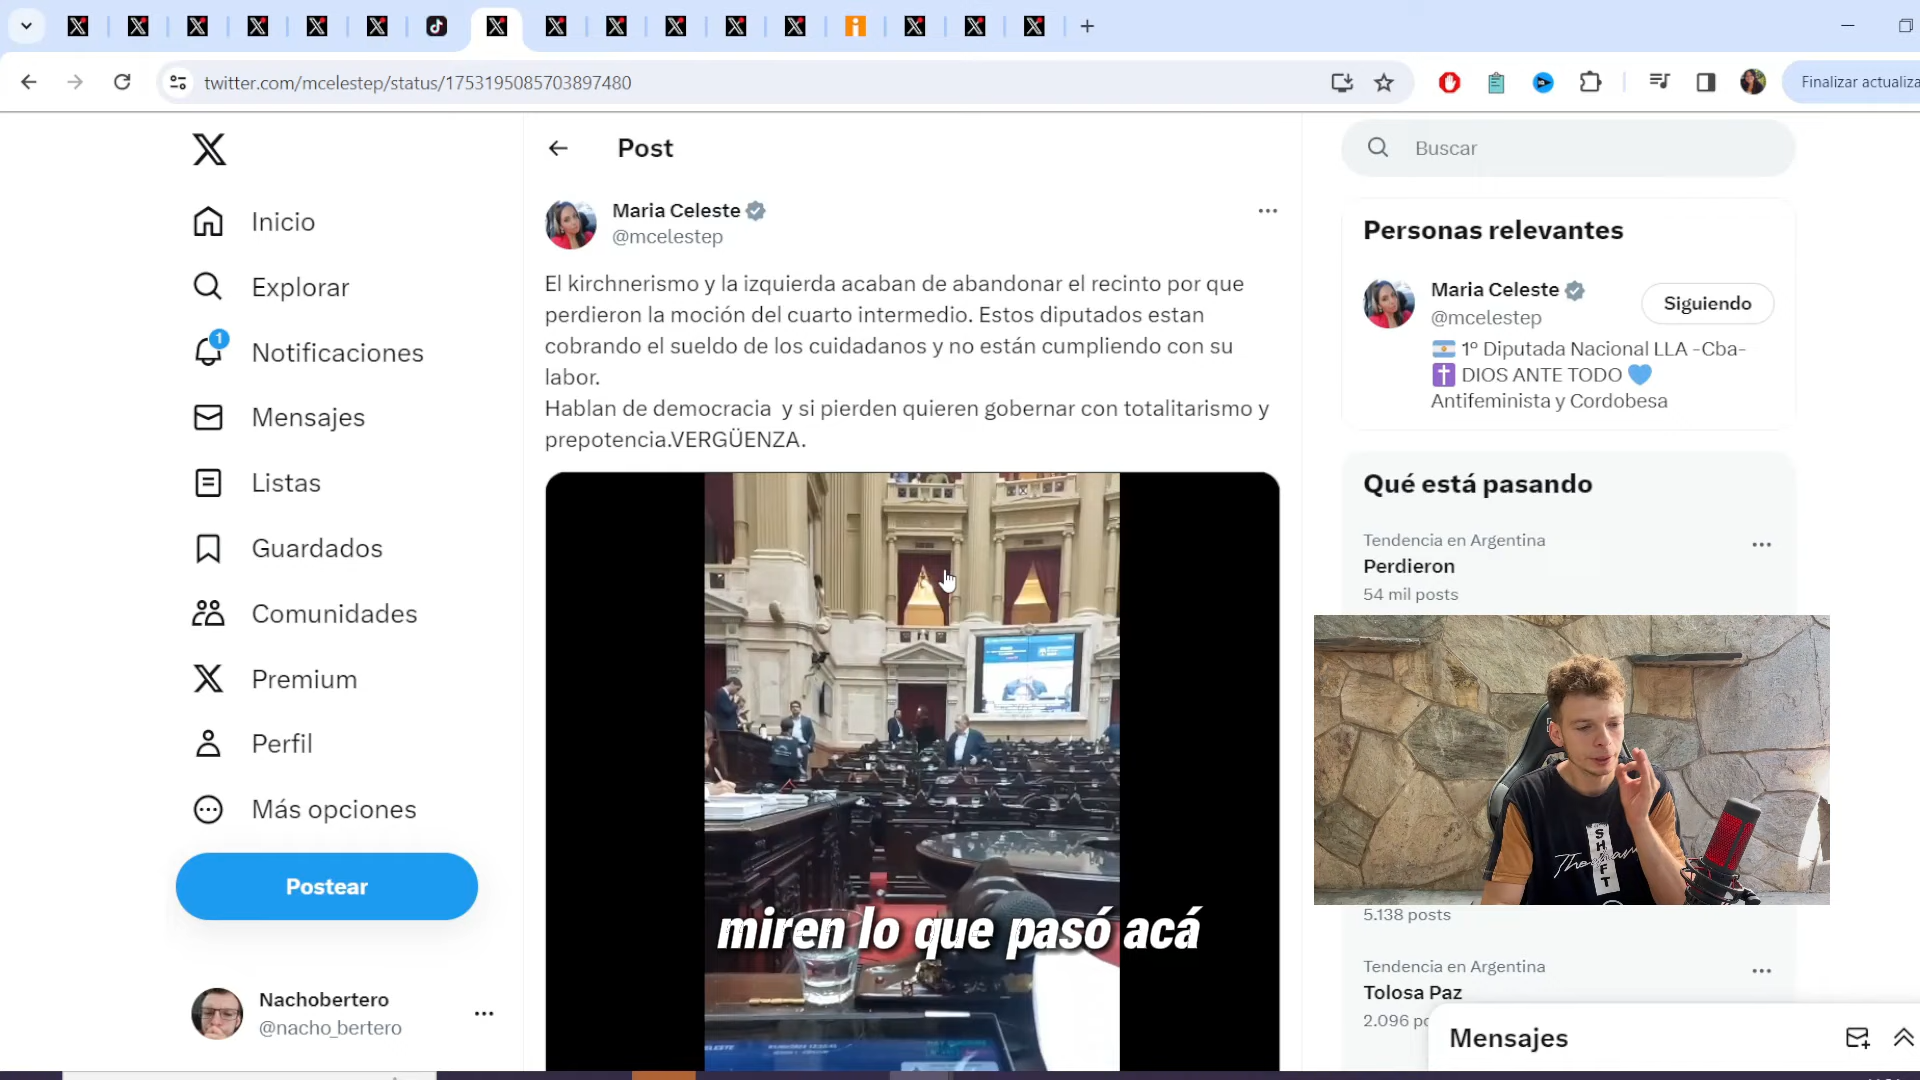 twitter.com/mcelestep/status/1753195085703897480
Finalizar actualiza
Post
Buscar
Inicio
Explorar
1
Notificaciones
Mensajes
Listas
Guardados
Comunidades
Premium
Perfil
Más opciones
Postear
Nachobertero
@nacho_bertero
Maria Celeste
@mcelestep
El kirchnerismo y la izquierda acaban de abandonar el recinto por que
perdieron la moción del cuarto intermedio. Estos diputados estan
cobrando el sueldo de los cuidadanos y no están cumpliendo con su
labor.
Hablan de democracia y si pierden quieren gobernar con totalitarismo y
prepotencia.VERGÜENZA.
miren lo que pasó acá
Personas relevantes
Maria Celeste
@mcelestep
Siguiendo
1º Diputada Nacional LLA -Cba-
DIOS ANTE TODO
Antifeminista y Cordobesa
Qué está pasando
Tendencia en Argentina
Perdieron
54 mil posts
SHFT
5.138 posts
Tendencia en Argentina
Tolosa Paz
2.096 po
Mensajes